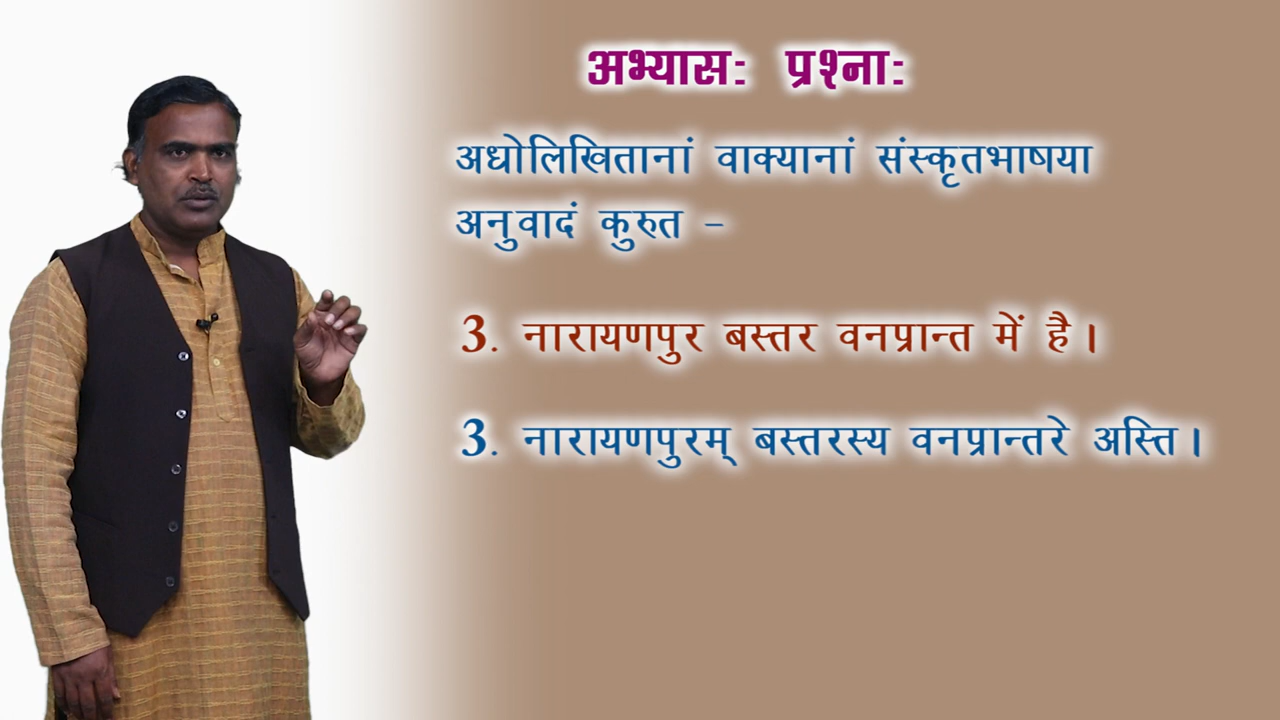 अभ्यासः प्रश्नाः
अधोलिखितानां वाक्यानां संस्कृतभाषया
अनुवादं कुरुत –
3. नारायणपुर बस्तर वनप्रान्त में है।
3. नारायणपुरम् बस्तरस्य वनप्रान्तरे अस्ति।